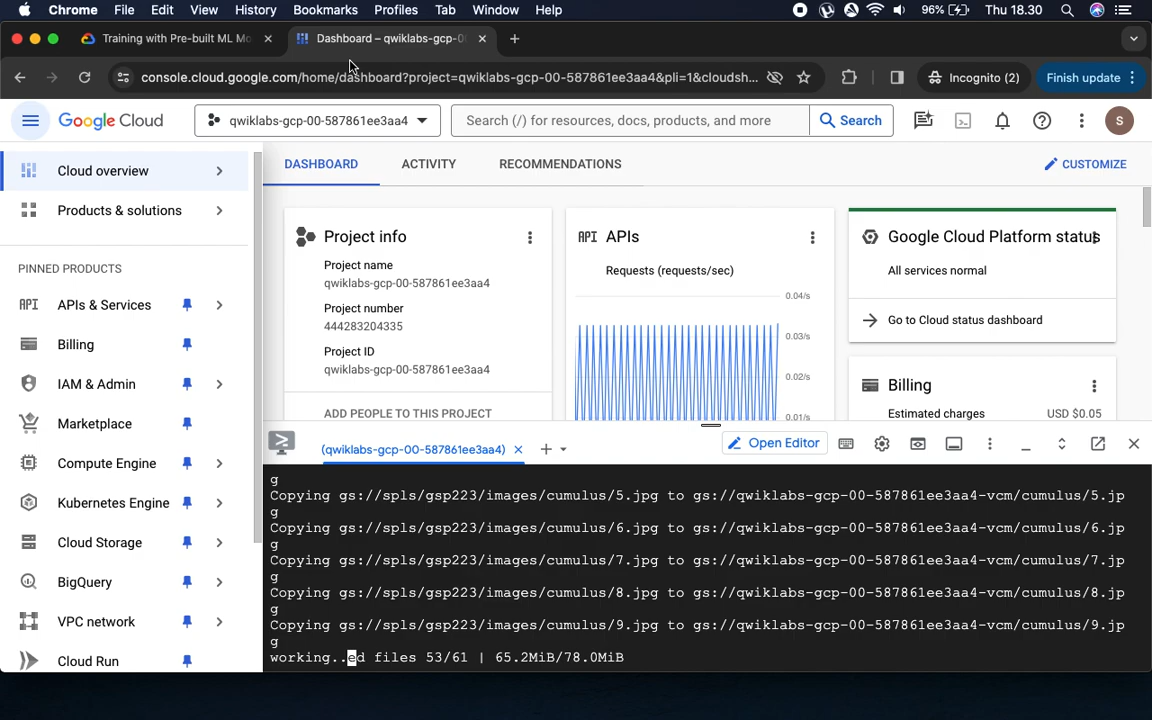 Chrome File Edit View History Bookmarks Profiles Tab Window Help 96% Thu 18.30
Training with Pre-built ML Mo
Dashboard – qwiklabs-gcp-0
console.cloud.google.com/home/dashboard?project=qwiklabs-gcp-00-587861ee3aa4&pli=1&cloudsh... Incognito (2) Finish update
Google Cloud qwiklabs-gcp-00-587861ee3aa4 Search (/) for resources, docs, products, and more Search S
Cloud overview
Products & solutions
PINNED PRODUCTS
API APIs & Services
Billing
IAM & Admin
Marketplace
Compute Engine
Kubernetes Engine
Cloud Storage
BigQuery
VPC network
Cloud Run
DASHBOARD ACTIVITY RECOMMENDATIONS CUSTOMIZE
Project info
Project name
qwiklabs-gcp-00-587861ee3aa4
Project number
444283204335
Project ID
qwiklabs-gcp-00-587861ee3aa4
ADD PEOPLE TO THIS PROJECT
API APIs
Requests (requests/sec)
0.04/s
0.03/s
0.02/s
0.01/s
Google Cloud Platform status
All services normal
Go to Cloud status dashboard
Billing
Estimated charges USD $0.05
(qwiklabs-gcp-00-587861ee3aa4) Open Editor
g
Copying gs://spls/gsp223/images/cumulus/5.jpg to gs://qwiklabs-gcp-00-587861ee3aa4-vcm/cumulus/5.jp
g
Copying gs://spls/gsp223/images/cumulus/6.jpg to gs://qwiklabs-gcp-00-587861ee3aa4-vcm/cumulus/6.jp
g
Copying gs://spls/gsp223/images/cumulus/7.jpg to gs://qwiklabs-gcp-00-587861ee3aa4-vcm/cumulus/7.jp
g
Copying gs://spls/gsp223/images/cumulus/8.jpg to gs://qwiklabs-gcp-00-587861ee3aa4-vcm/cumulus/8.jp
g
Copying gs://spls/gsp223/images/cumulus/9.jpg to gs://qwiklabs-gcp-00-587861ee3aa4-vcm/cumulus/9.jp
g
working..ed files 53/61 | 65.2MiB/78.0MiB